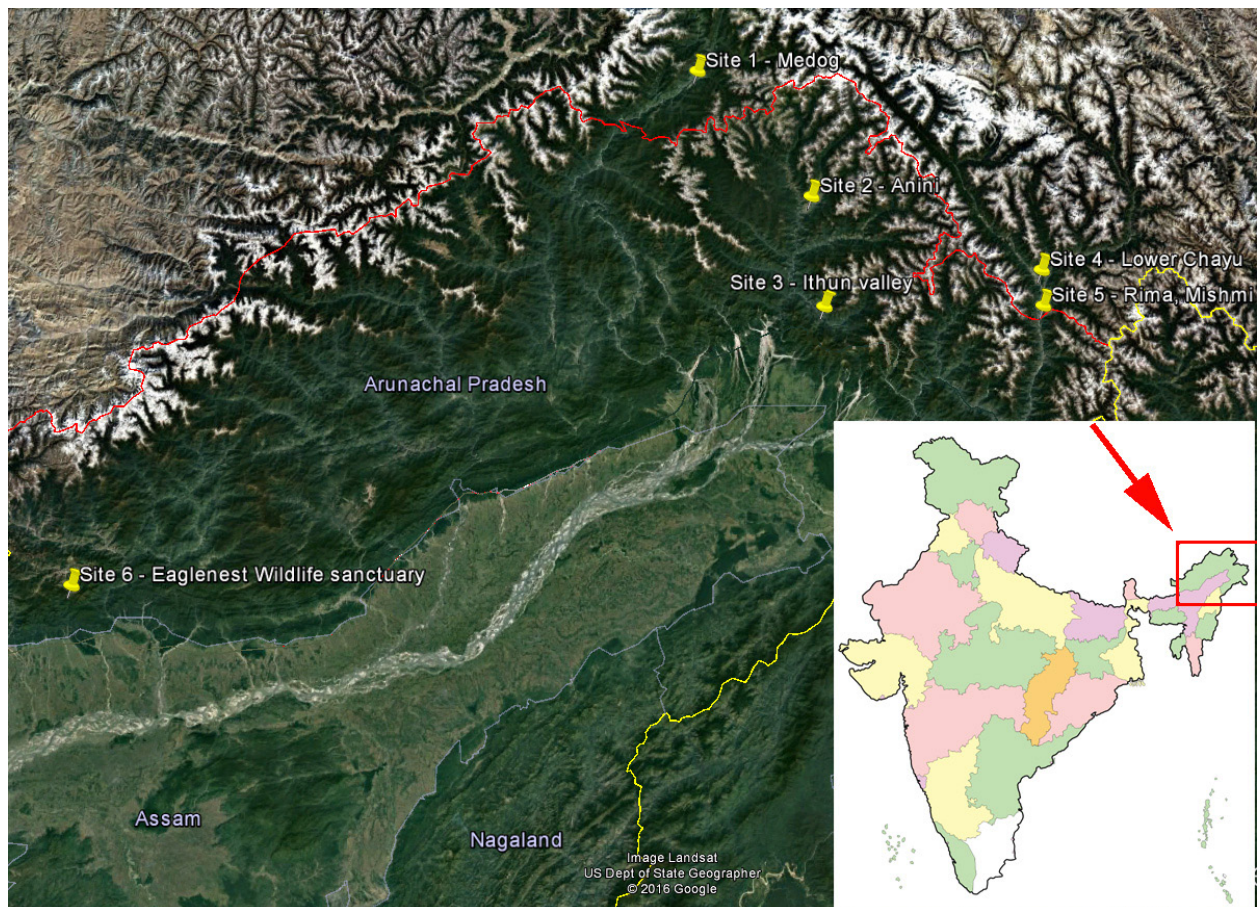 Site 1 - Medog
Site 2 - Anini
Site 4 - Lower Chayu
Site 3 - Ithun valley
Site 5 - Rima, Mishmi
Arunachal Pradesh
Site 6 - Eaglenest Wildlife sanctuary
Assam
Nagaland
Image Landsat
US Dept of State Geographer
© 2016 Google